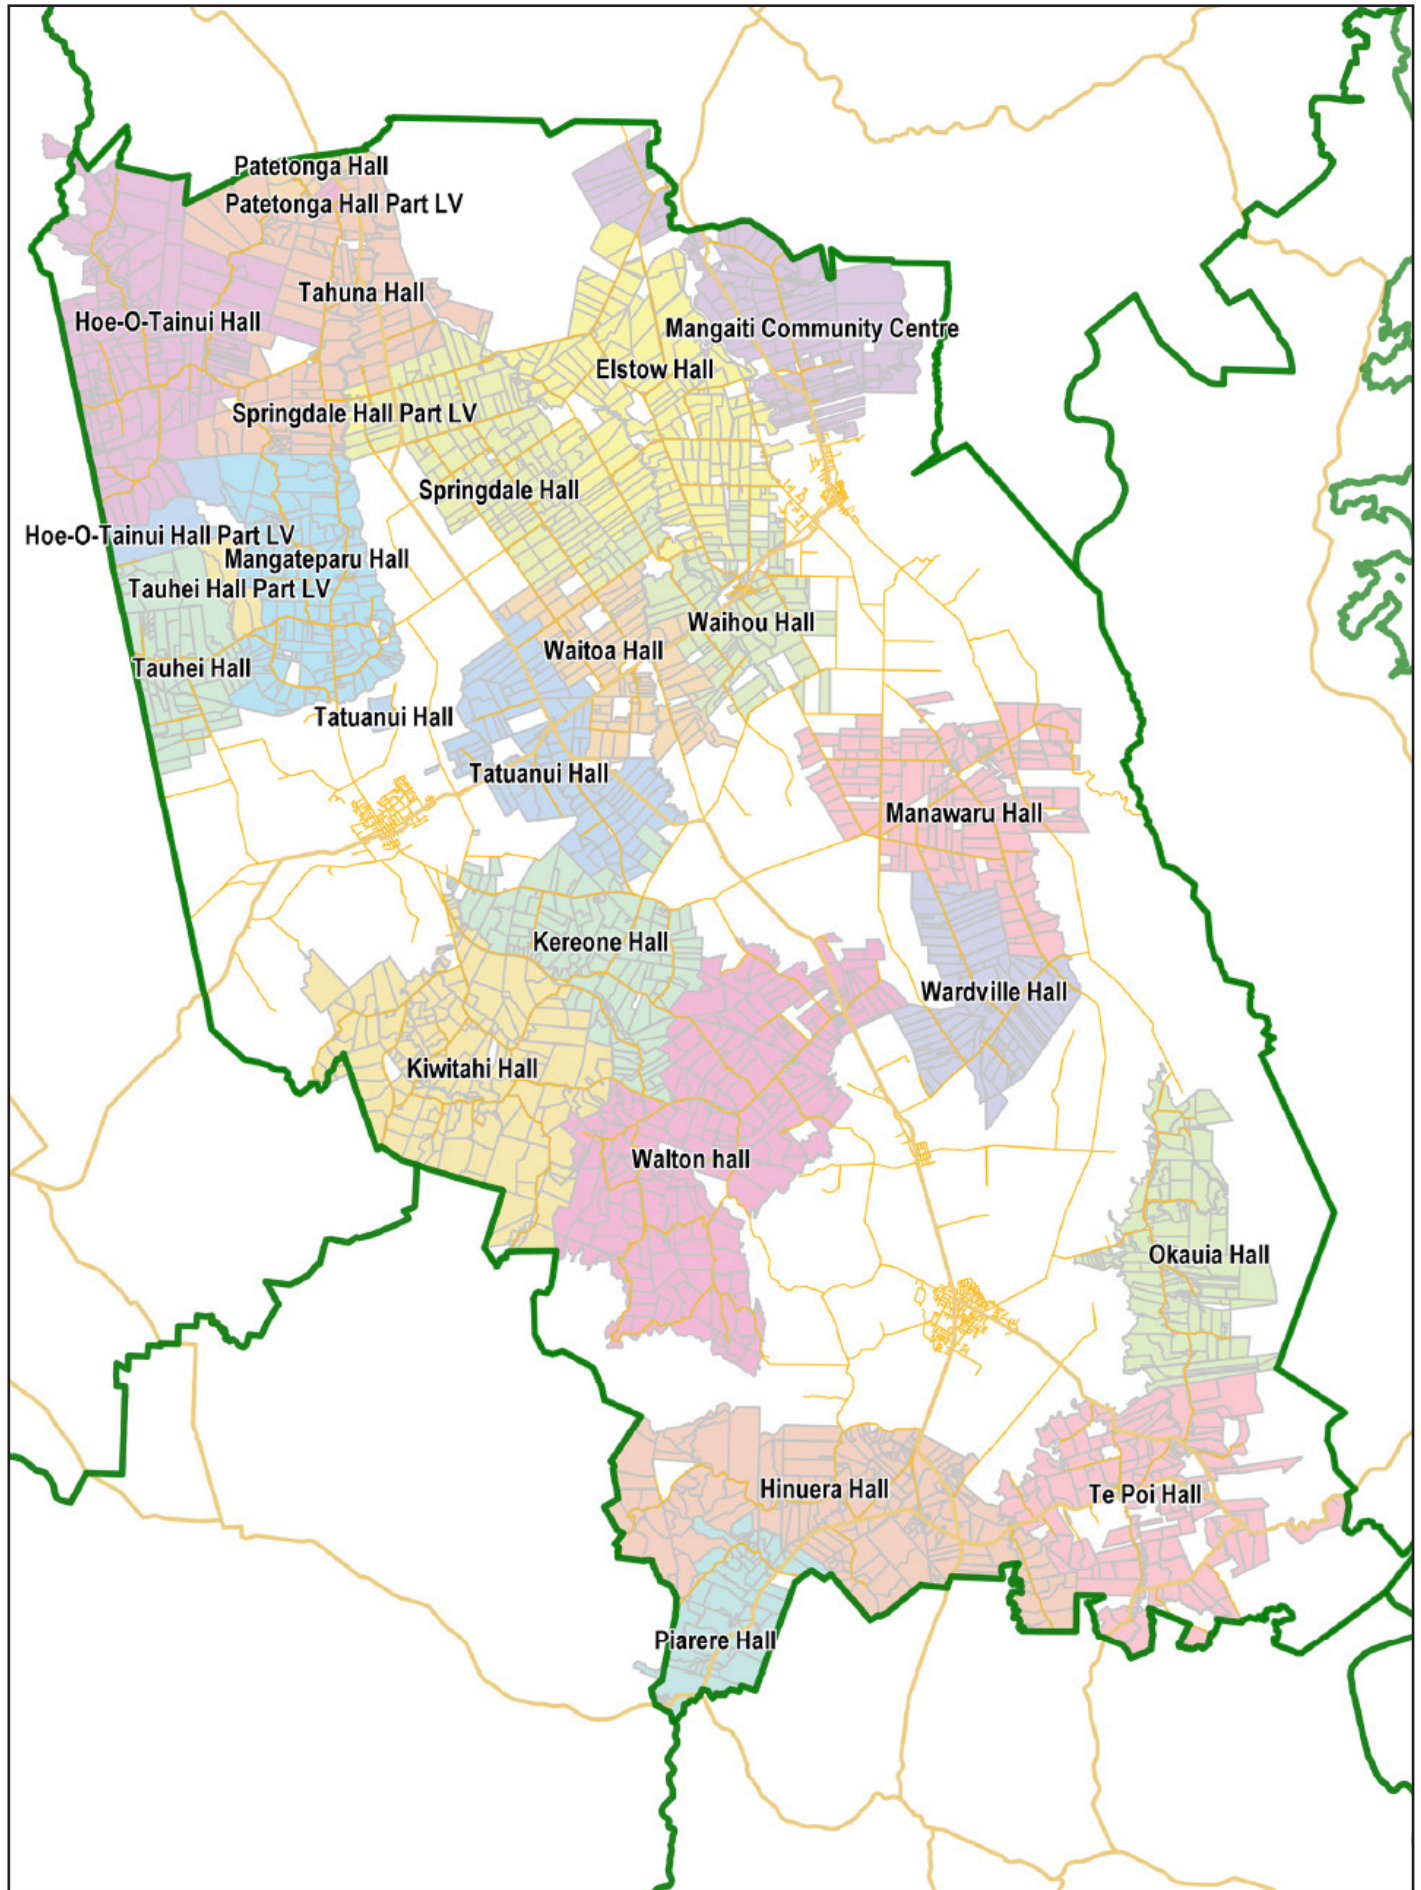 Patetonga Hall
Patetonga Hall Part LV
Tahuna Hall
Hoe-O-Tainui Hall
Mangaiti Community Centre
Elstow Hall
Springdale Hall Part LV
Springdale Hall
Hoe-O-Tainui Hall Part LV
Mangateparu Hall
Tauhei Hall Part LV
Waihou Hall
Waitoa Hall
Tauhei Hall
Tatuanui Hall
Tatuanui Hall
Manawaru Hall
Kereone Hall
Wardville Hall
Kiwitahi Hall
Walton hall
Okauia Hall
Hinuera Hall
Te Poi Hall
Piarere Hall